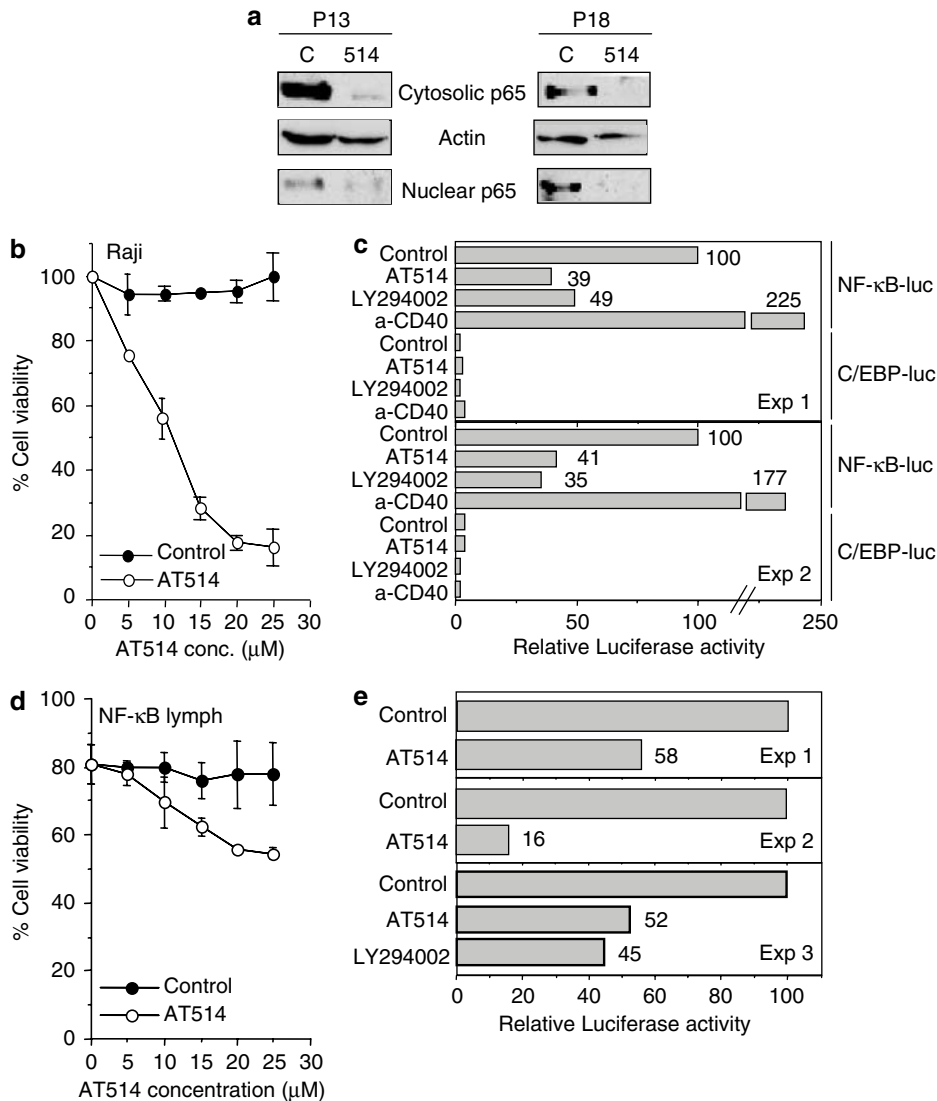 a
P13 P18
C 514 C 514
Cytosolic p65
Actin
Nuclear p65
b
Raji
100
80
60
40
20
0
% Cell viability
Control
AT514
0 5 10 15 20 25 30
AT514 conc. (μM)
c
Control 100
AT514 39
LY294002 49
a-CD40 225
NF-κB-luc
Control
AT514
LY294002
a-CD40
C/EBP-luc
Exp 1
Control 100
AT514 41
LY294002 35
a-CD40 177
NF-κB-luc
Control
AT514
LY294002
a-CD40
C/EBP-luc
Exp 2
0 50 100 250
Relative Luciferase activity
d
NF-κB lymph
100
80
60
40
20
0
% Cell viability
Control
AT514
0 5 10 15 20 25 30
AT514 concentration (μM)
e
Control
AT514 58
Exp 1
Control
AT514 16
Exp 2
Control
AT514 52
LY294002 45
Exp 3
0 20 40 60 80 100
Relative Luciferase activity